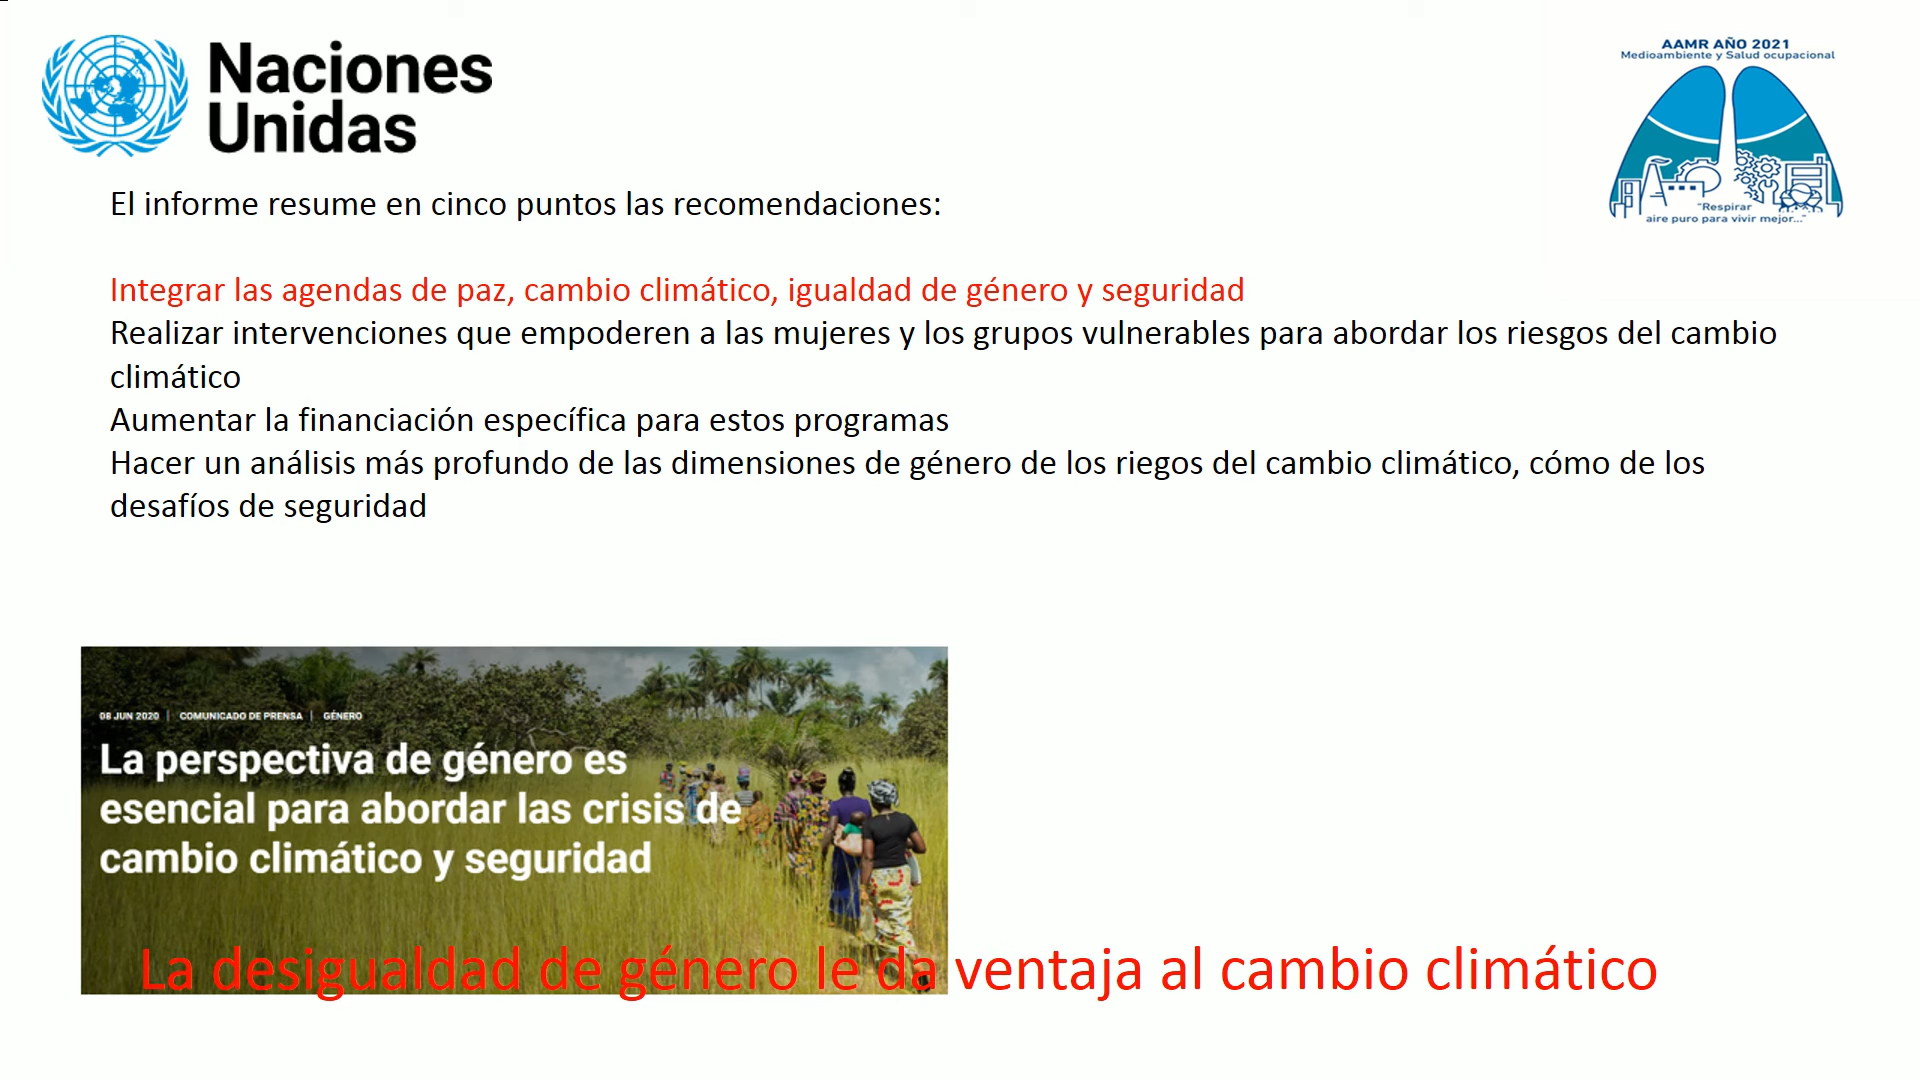 Naciones
Unidas
AAMR AÑO 2021
Medioambiente y Salud ocupacional
"Respirar
aire puro para vivir mejor..."
El informe resume en cinco puntos las recomendaciones:
Integrar las agendas de paz, cambio climático, igualdad de género y seguridad
Realizar intervenciones que empoderen a las mujeres y los grupos vulnerables para abordar los riesgos del cambio
climático
Aumentar la financiación específica para estos programas
Hacer un análisis más profundo de las dimensiones de género de los riegos del cambio climático, cómo de los
desafíos de seguridad
08 JUN 2020 | COMUNICADO DE PRENSA | GÉNERO
La perspectiva de género es
esencial para abordar las crisis de
cambio climático y seguridad
La desigualdad de género le da ventaja al cambio climático